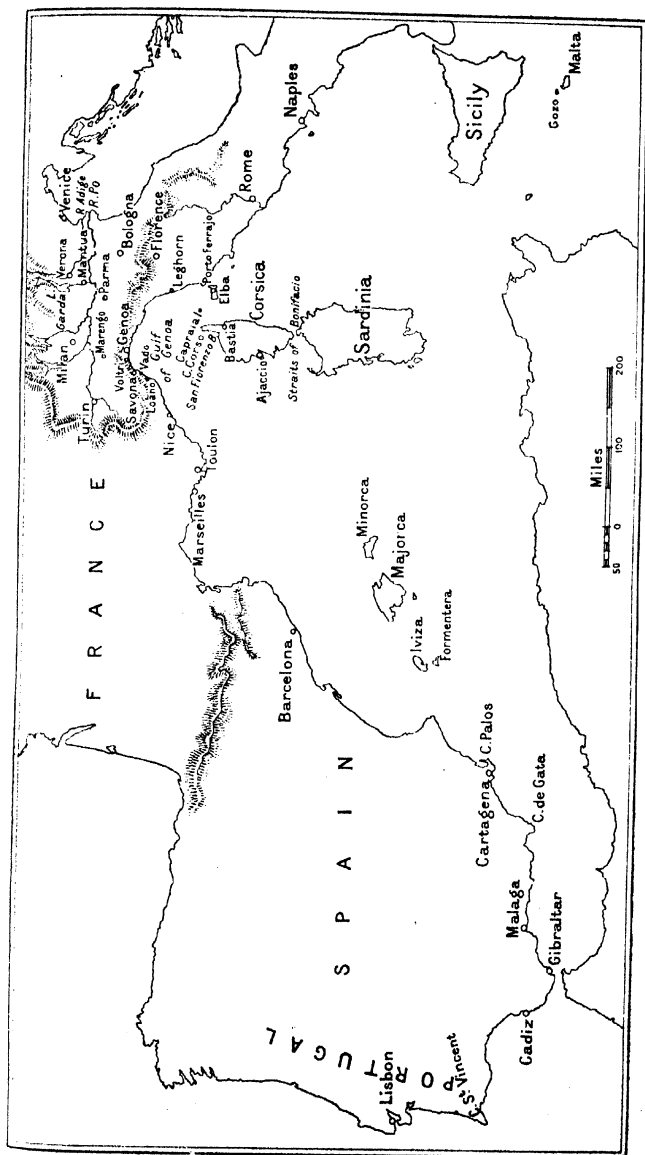 FRANCE
SPAIN
PORTUGAL
Turin
Milan
L. Garda
Verona
Mantua
Venice
R. Adige
R. Po
Marengo
Parma
Bologna
Voltri
Genoa
Savona
Vado
Loano
Gulf
of Genoa
Florence
Leghorn
Nice
Toulon
Marseilles
Capraia I.
C. Corso
San Fiorenzo B.
Bastia
Porto Ferrajo
Elba
Corsica
Ajaccio
Straits of Bonifacio
Sardinia
Rome
Naples
Sicily
Gozo
Malta
Barcelona
Minorca
Majorca
Iviza
Formentera
Cartagena
C. Palos
C. de Gata
Malaga
Gibraltar
Cadiz
Lisbon
C. St. Vincent
Miles
50 0 100 200